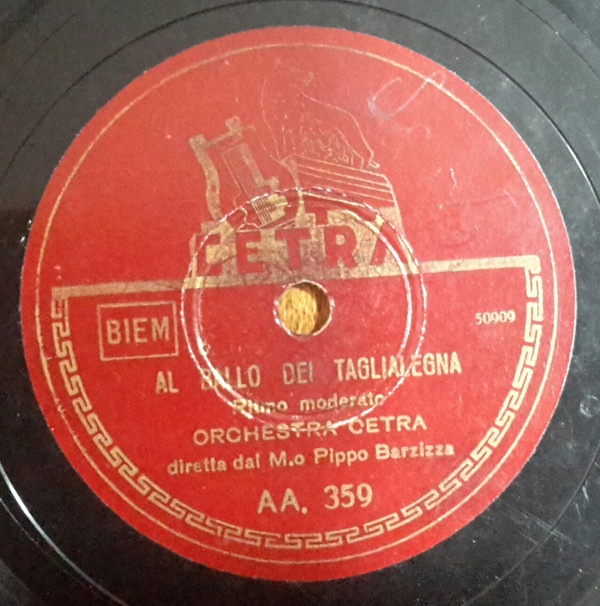 CETRA
BIEM
50909
AL BALLO DEI TAGLIALEGNA
Ritmo moderato
ORCHESTRA CETRA
diretta dal M.o Pippo Barzizza
AA. 359